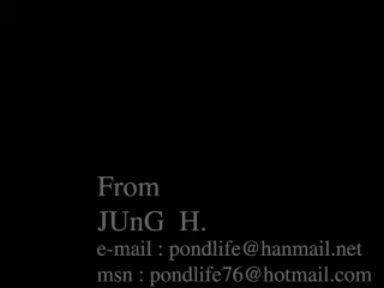 From
JUnG H.
e-mail : pondlife@hanmail.net
msn : pondlife76@hotmail.com